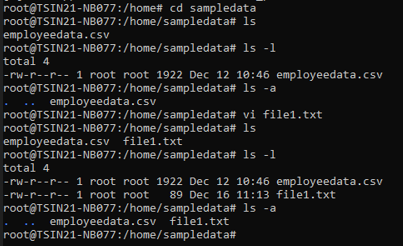 root@TSIN21-NB077:/home# cd sampledata
root@TSIN21-NB077:/home/sampledata# ls
employeedata.csv
root@TSIN21-NB077:/home/sampledata# ls -l
total 4
-rw-r--r-- 1 root root 1922 Dec 12 10:46 employeedata.csv
root@TSIN21-NB077:/home/sampledata# ls -a
.  ..  employeedata.csv
root@TSIN21-NB077:/home/sampledata# vi file1.txt
root@TSIN21-NB077:/home/sampledata# ls
employeedata.csv  file1.txt
root@TSIN21-NB077:/home/sampledata# ls -l
total 4
-rw-r--r-- 1 root root 1922 Dec 12 10:46 employeedata.csv
-rw-r--r-- 1 root root   89 Dec 16 11:13 file1.txt
root@TSIN21-NB077:/home/sampledata# ls -a
.  ..  employeedata.csv  file1.txt
root@TSIN21-NB077:/home/sampledata#